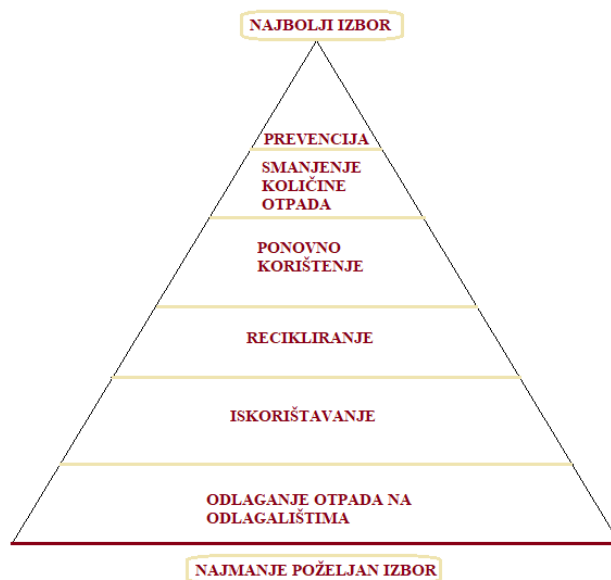 NAJBOLJI IZBOR
PREVENCIJA
SMANJENJE
KOLIČINE
OTPADA
PONOVNO
KORIŠTENJE
RECIKLIRANJE
ISKORIŠTAVANJE
ODLAGANJE OTPADA NA
ODLAGALIŠTIMA
NAJMANJE POŽELJAN IZBOR